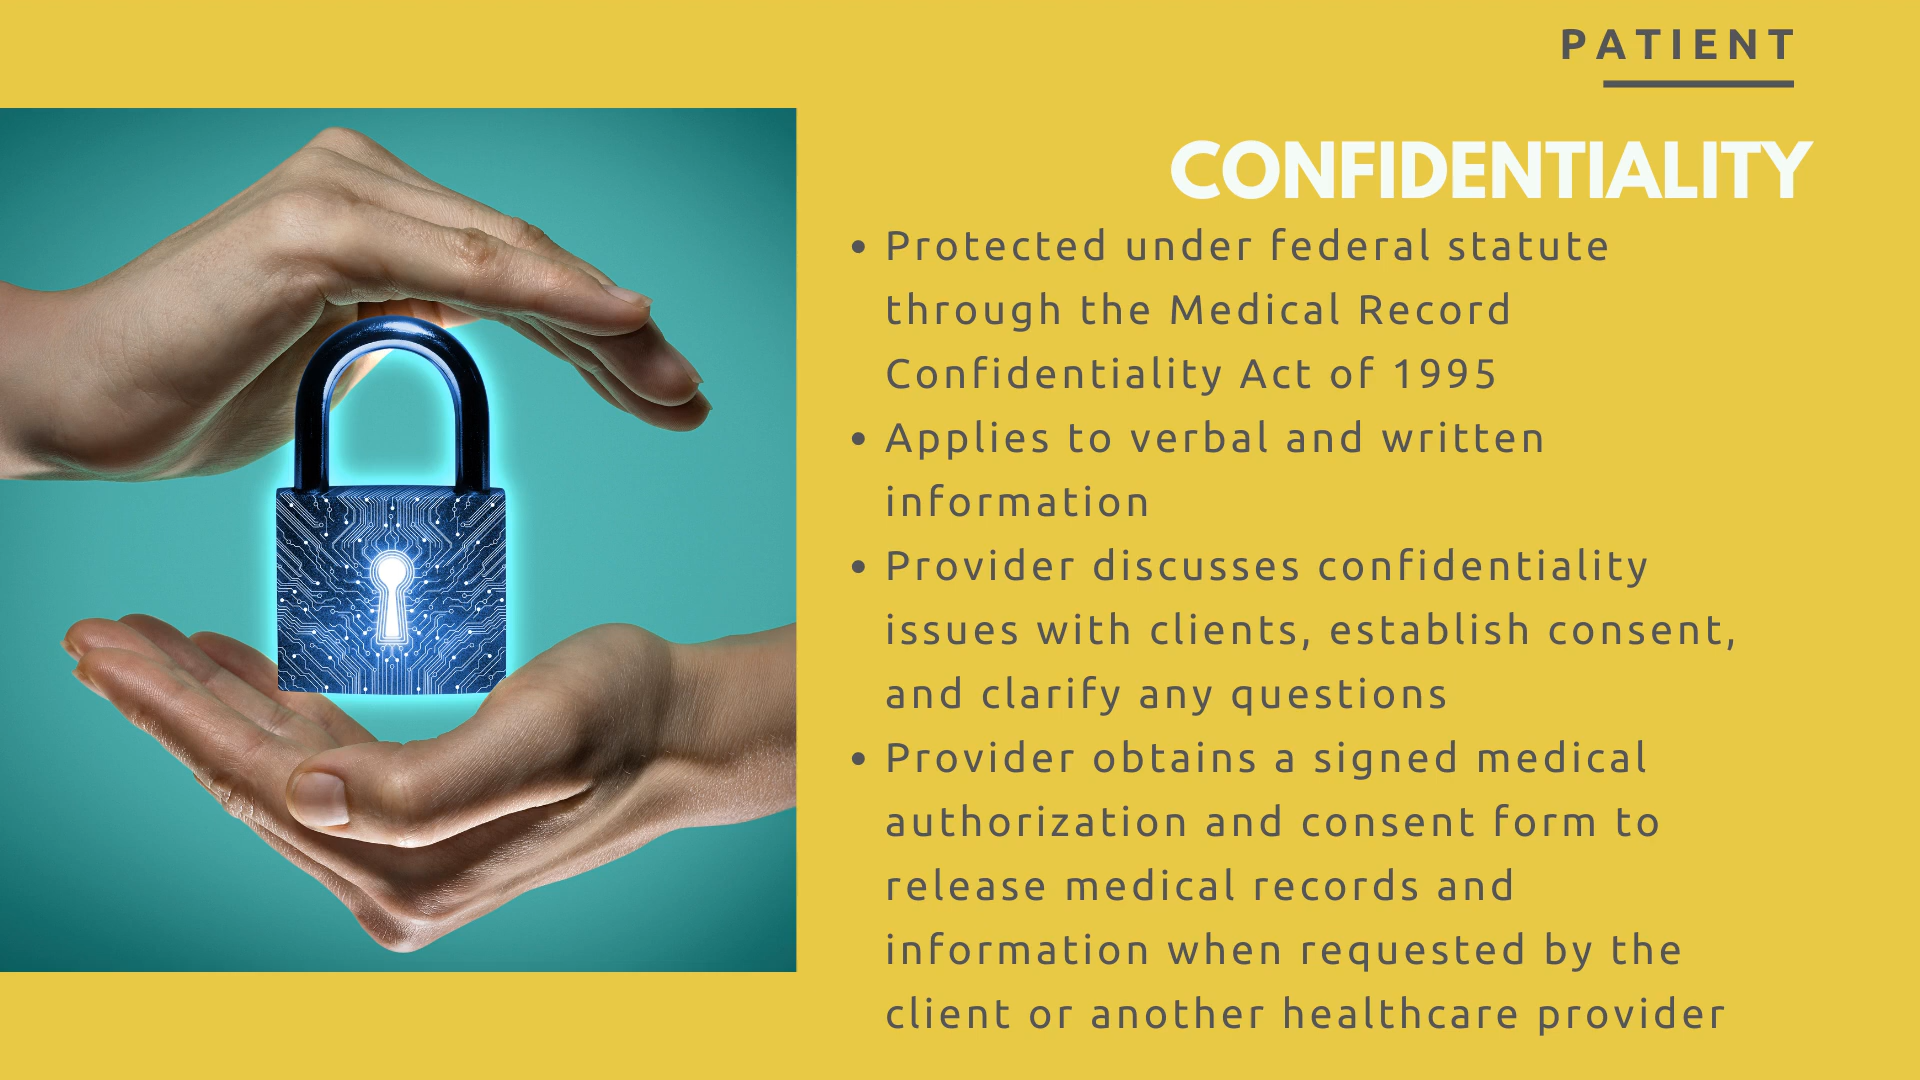 PATIENT
CONFIDENTIALITY
• Protected under federal statute
through the Medical Record
Confidentiality Act of 1995
• Applies to verbal and written
information
• Provider discusses confidentiality
issues with clients, establish consent,
and clarify any questions
• Provider obtains a signed medical
authorization and consent form to
release medical records and
information when requested by the
client or another healthcare provider